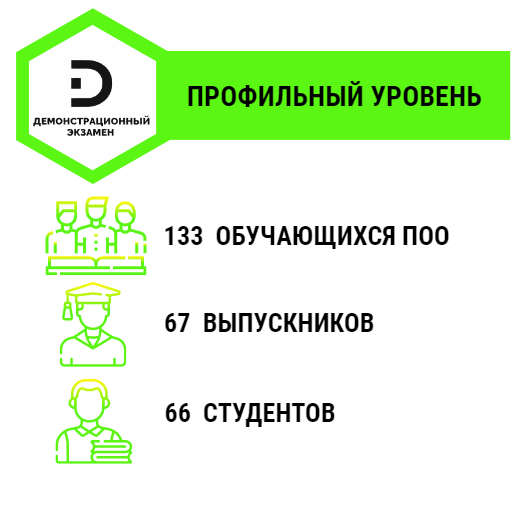 ПРОФИЛЬНЫЙ УРОВЕНЬ
D
ДЕМОНСТРАЦИОННЫЙ
ЭКЗАМЕН
133 ОБУЧАЮЩИХСЯ ПОО
67 ВЫПУСКНИКОВ
66 СТУДЕНТОВ